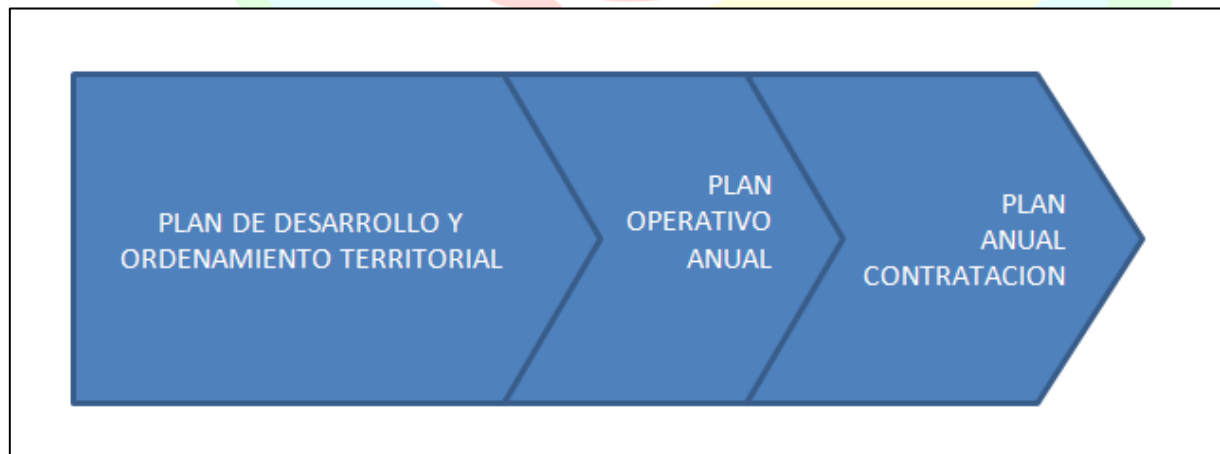 PLAN DE DESARROLLO Y
ORDENAMIENTO TERRITORIAL
PLAN
OPERATIVO
ANUAL
PLAN
ANUAL
CONTRATACION